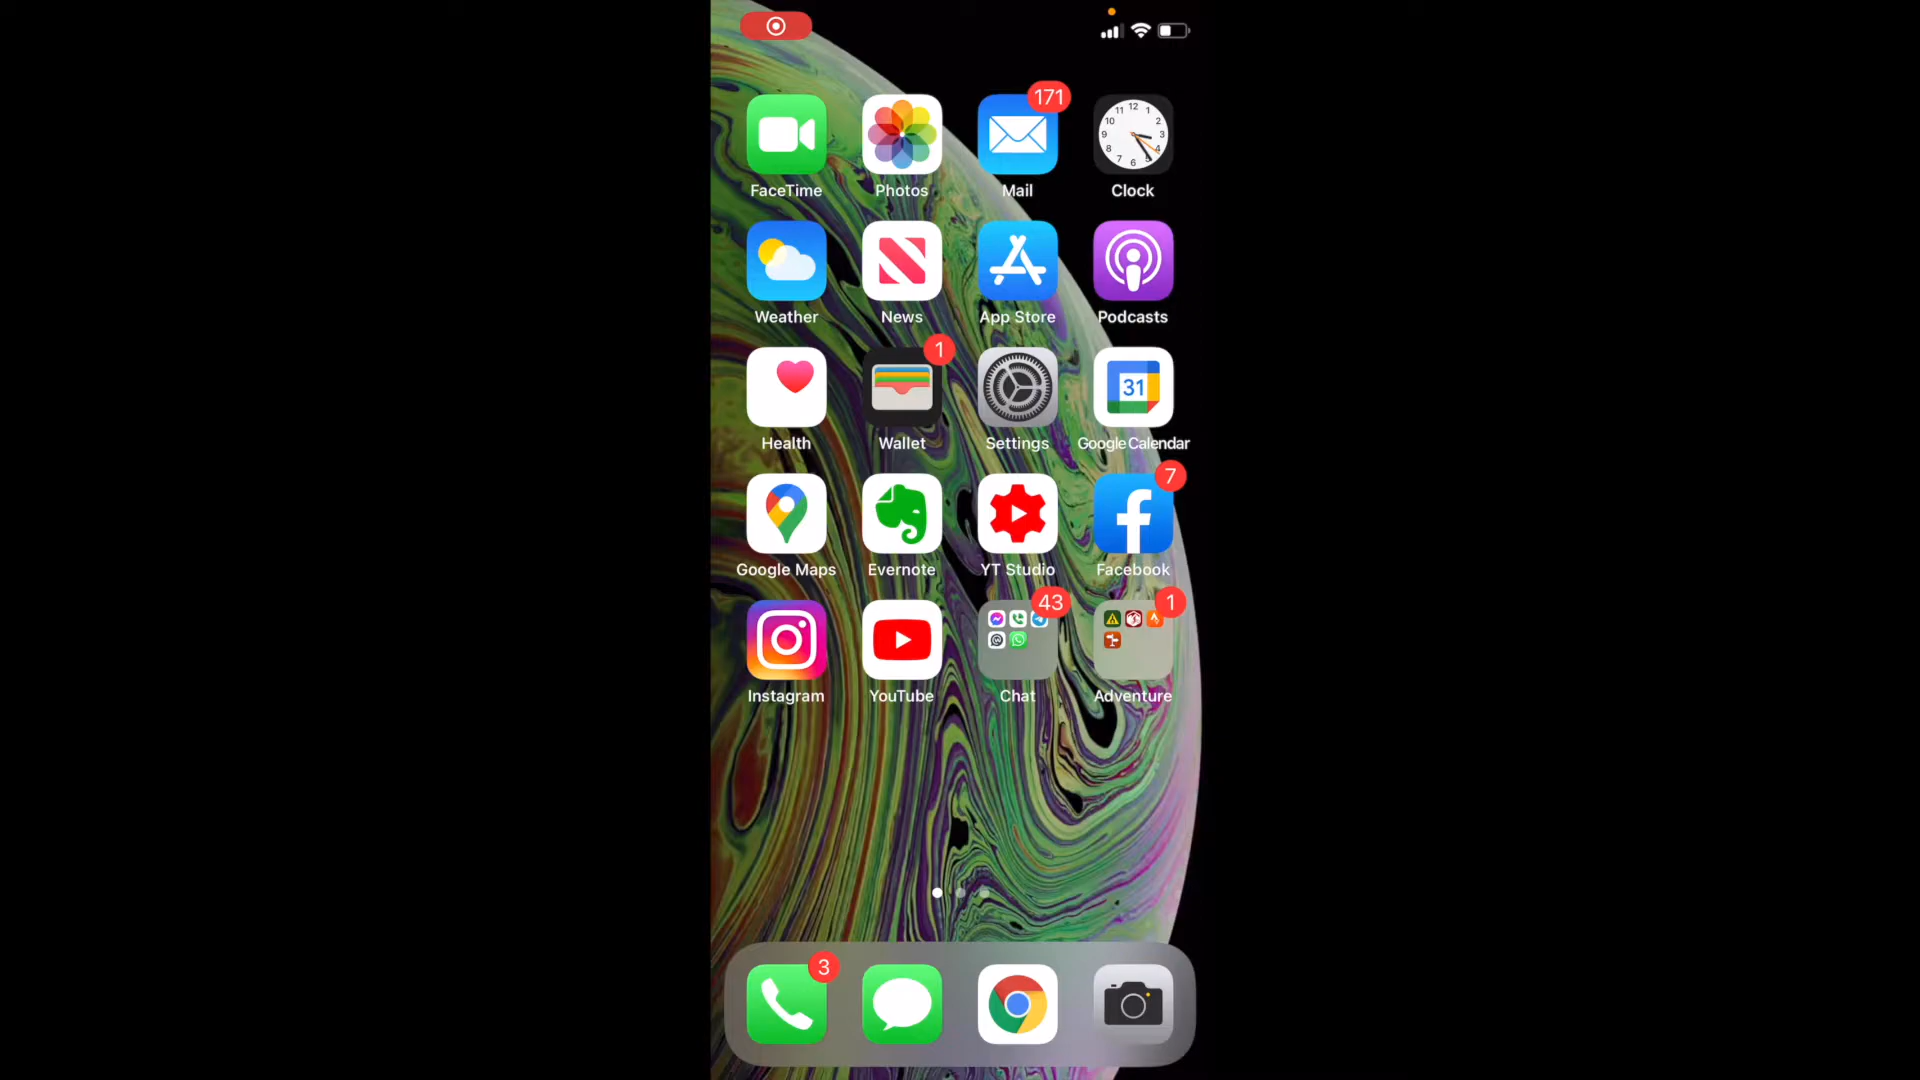 171
FaceTime Photos Mail Clock
Weather News App Store Podcasts
1
31
Health Wallet Settings Google Calendar
7
Google Maps Evernote YT Studio Facebook
43 1
Instagram YouTube Chat Adventure
3